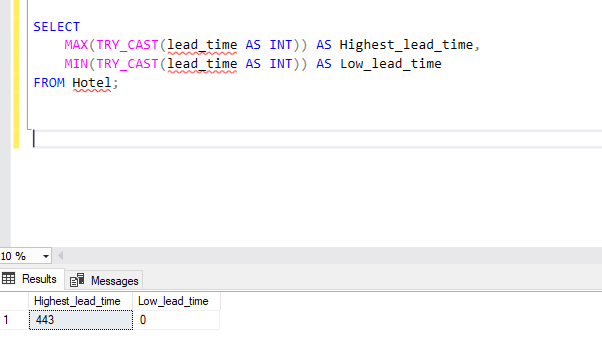 SELECT
MAX(TRY_CAST(lead_time AS INT)) AS Highest_lead_time,
MIN(TRY_CAST(lead_time AS INT)) AS Low_lead_time
FROM Hotel;
10 %
Results Messages
Highest_lead_time Low_lead_time
1 443 0